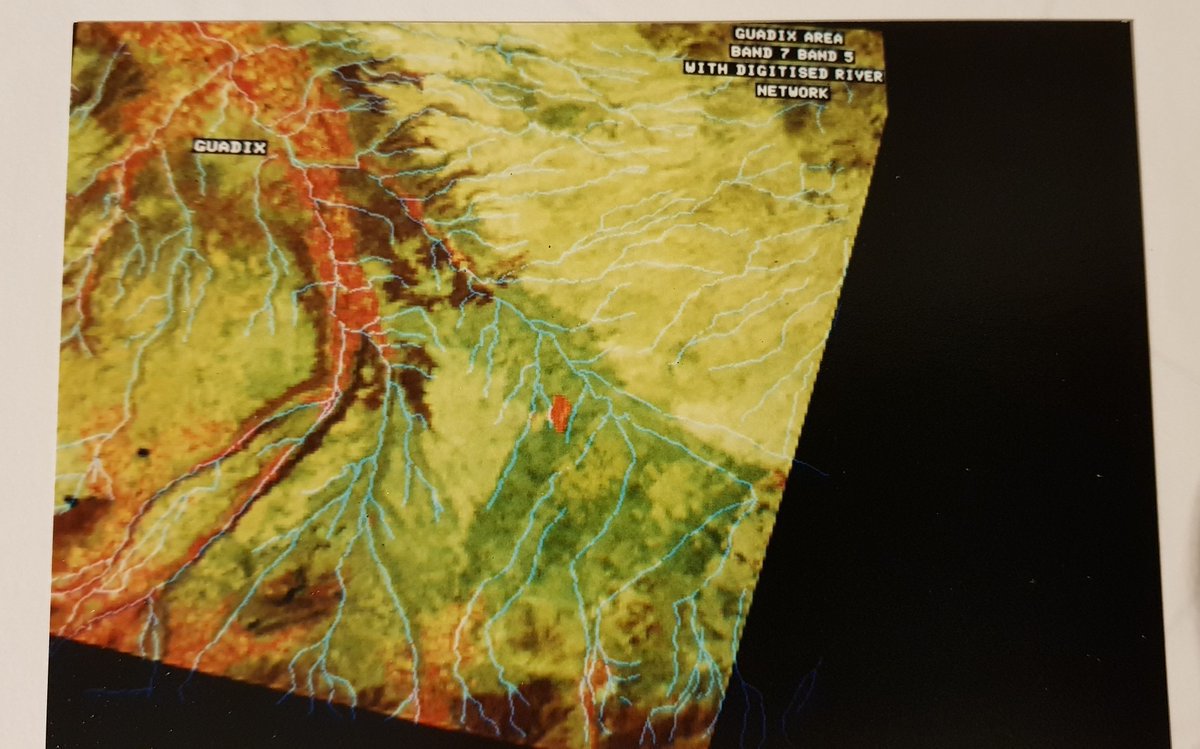 GUADIX AREA
BAND 7 BAND 5
WITH DIGITISED RIVER
NETWORK
GUADIX